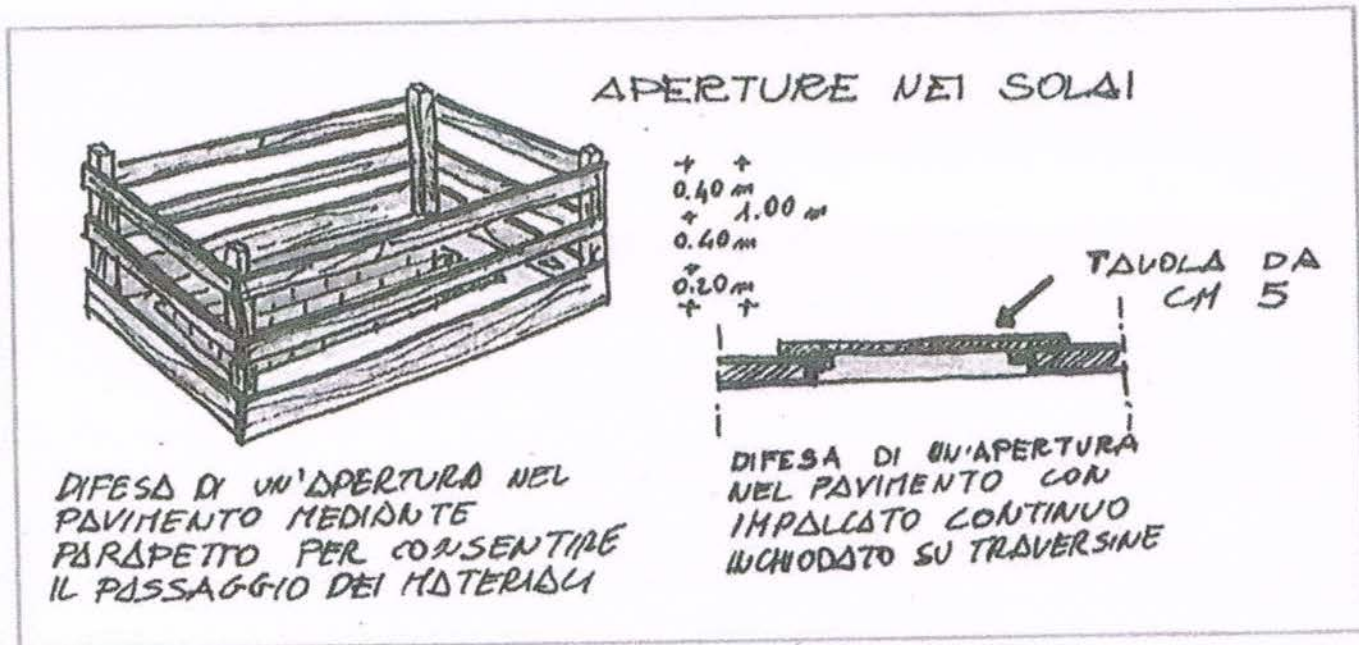 APERTURE NEI SOLAI
0.40 m
1.00 m
0.40 m
0.20 m
TAVOLA DA
CM 5
DIFESA DI UN'APERTURA NEL
PAVIMENTO MEDIANTE
PARAPETTO PER CONSENTIRE
IL PASSAGGIO DEI MATERIALI
DIFESA DI UN'APERTURA
NEL PAVIMENTO CON
IMPALCATO CONTINUO
INCHIODATO SU TRAVERSINE